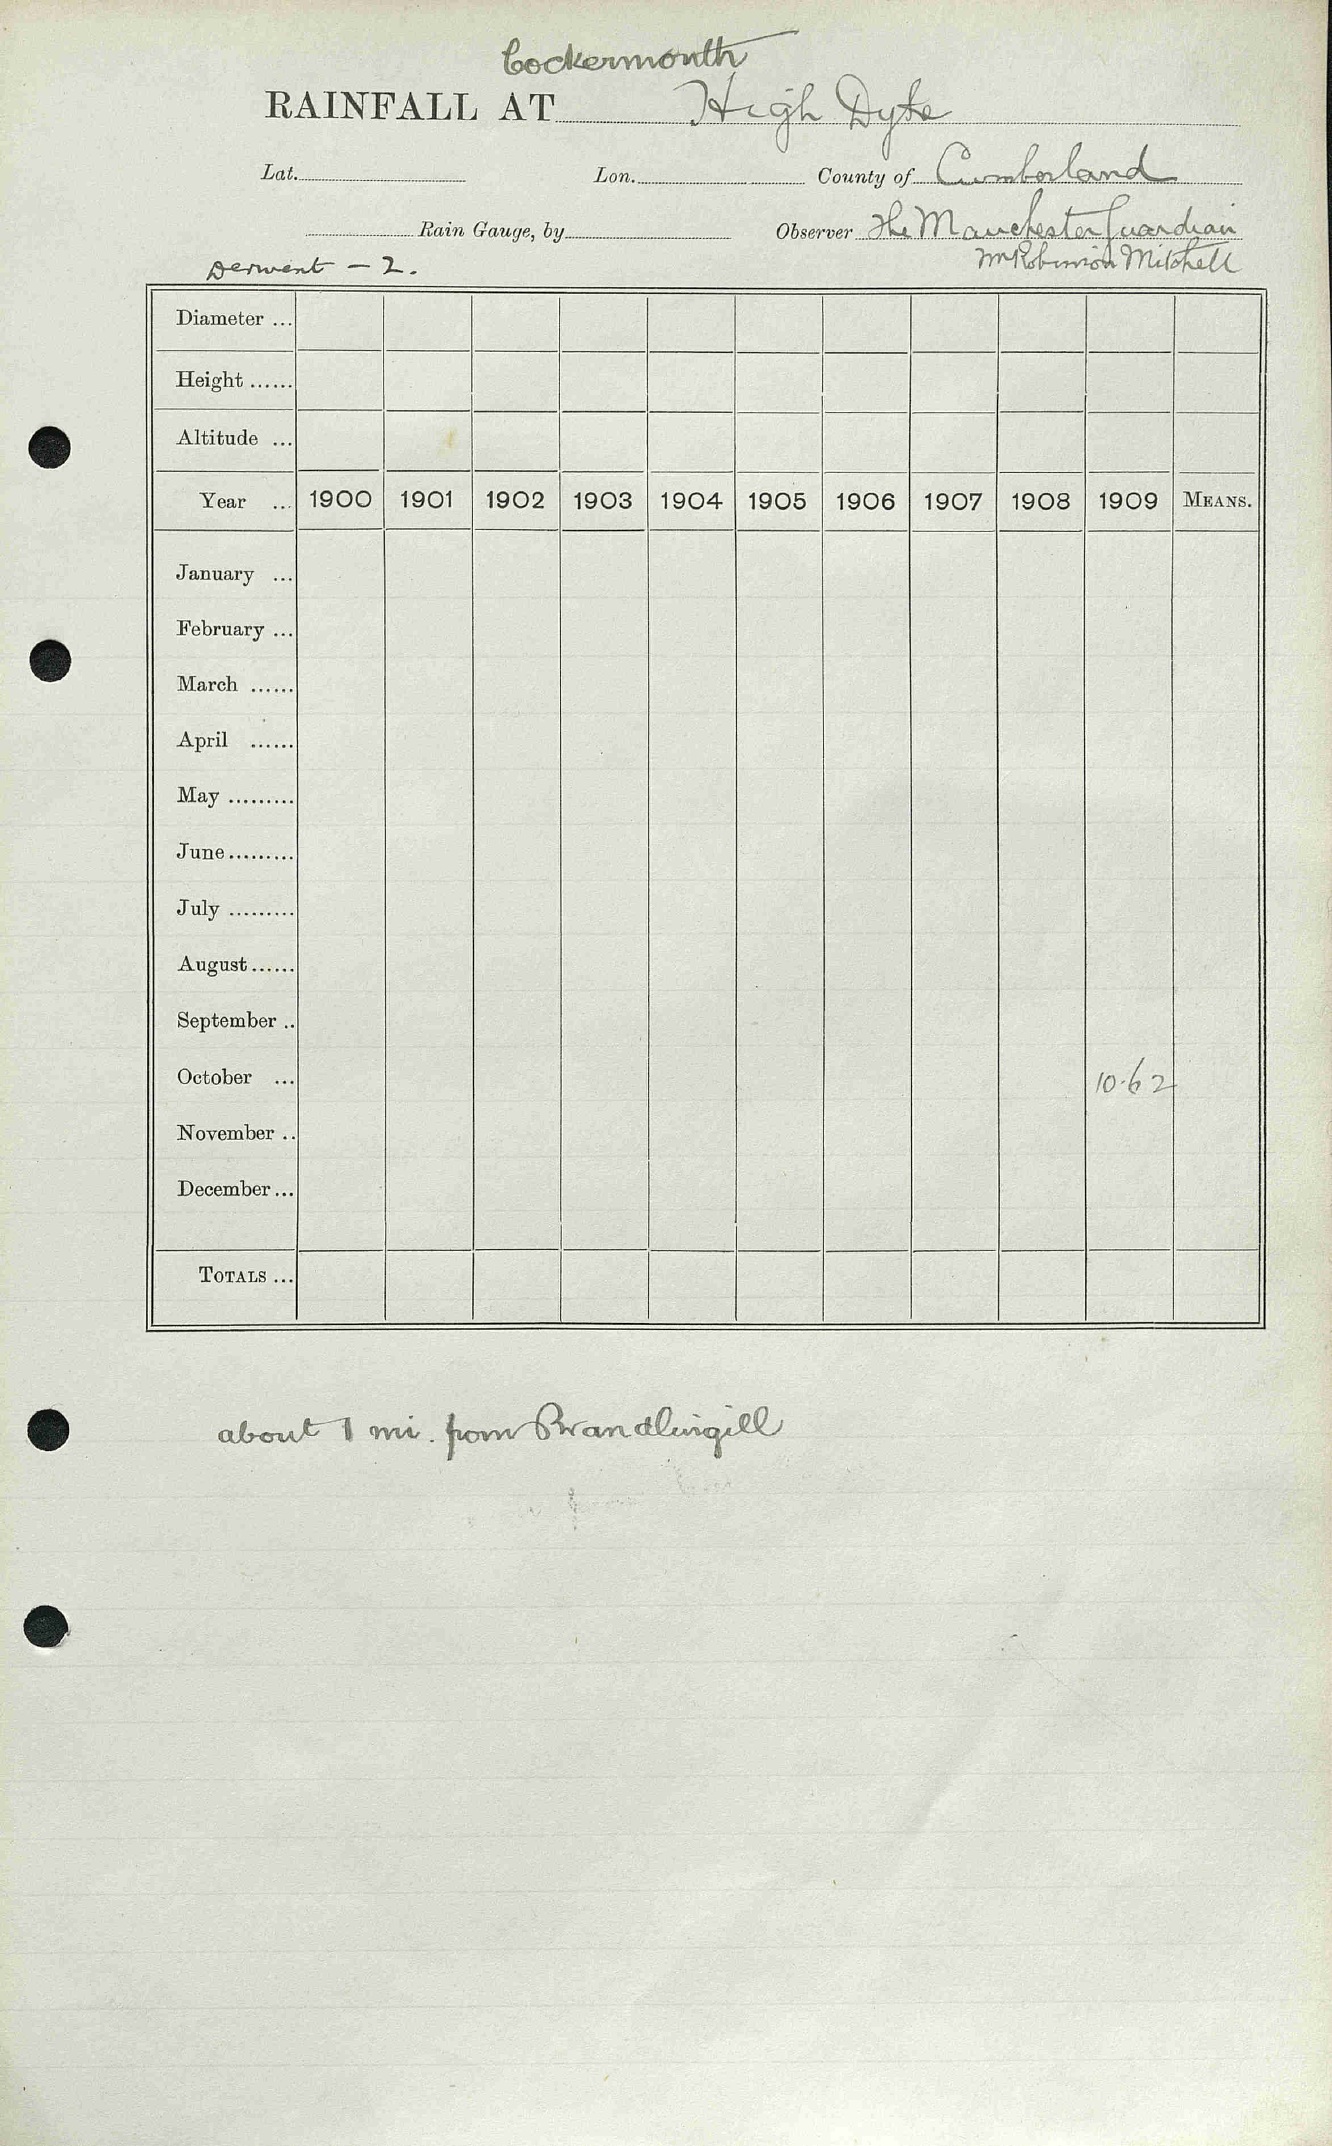 Cockermouth
RAINFALL AT High Dyke
Lat. Lon. County of Cumberland
Rain Gauge, by Observer The Manchester Guardian
Derwent - 2. Mr Robinson Mitchell
Diameter ...
Height ......
Altitude ...
Year ... 1900 1901 1902 1903 1904 1905 1906 1907 1908 1909 MEANS.
January ...
February ...
March ......
April ......
May .........
June .........
July .........
August ......
September ..
October ... 10.62
November ..
December ...
TOTALS ...
about 1 mi. from Brandlingill